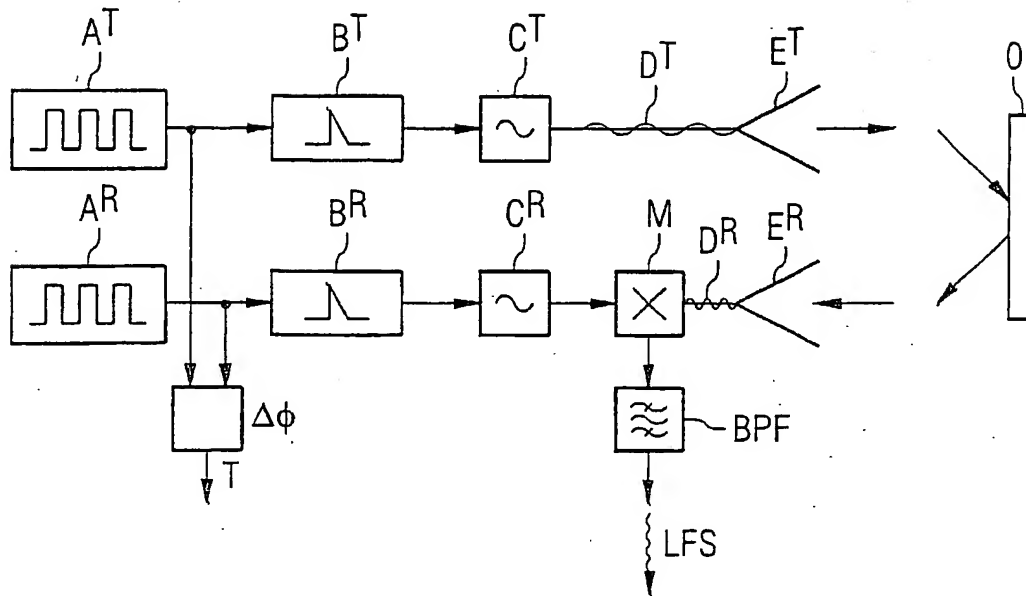 A^T
B^T
C^T
D^T
E^T
O
A^R
B^R
C^R
M
D^R
E^R
Δϕ
BPF
T
LFS